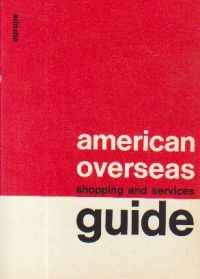 europe
american
overseas
shopping and services
guide